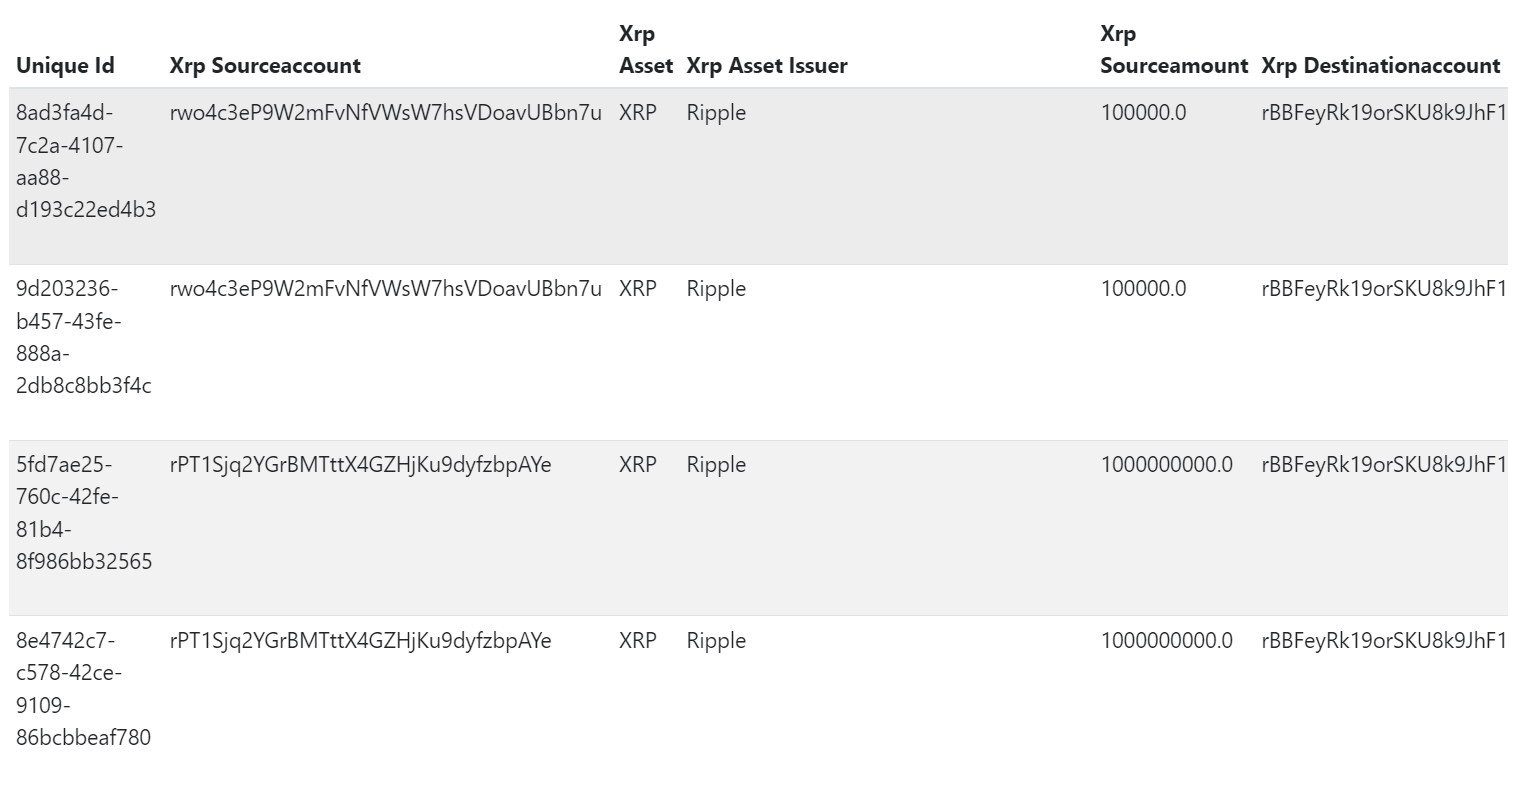 Unique Id Xrp Sourceaccount Xrp Asset Xrp Asset Issuer Xrp Sourceamount Xrp Destinationaccount
8ad3fa4d- rwo4c3eP9W2mFvNfVWsW7hsVDoavUBbn7u XRP Ripple 100000.0 rBBFeyRk19orSKU8k9JhF1
7c2a-4107-
aa88-
d193c22ed4b3
9d203236- rwo4c3eP9W2mFvNfVWsW7hsVDoavUBbn7u XRP Ripple 100000.0 rBBFeyRk19orSKU8k9JhF1
b457-43fe-
888a-
2db8c8bb3f4c
5fd7ae25- rPT1Sjq2YGrBMTttX4GZHjKu9dyfzbpAYe XRP Ripple 1000000000.0 rBBFeyRk19orSKU8k9JhF1
760c-42fe-
81b4-
8f986bb32565
8e4742c7- rPT1Sjq2YGrBMTttX4GZHjKu9dyfzbpAYe XRP Ripple 1000000000.0 rBBFeyRk19orSKU8k9JhF1
c578-42ce-
9109-
86bcbbeaf780